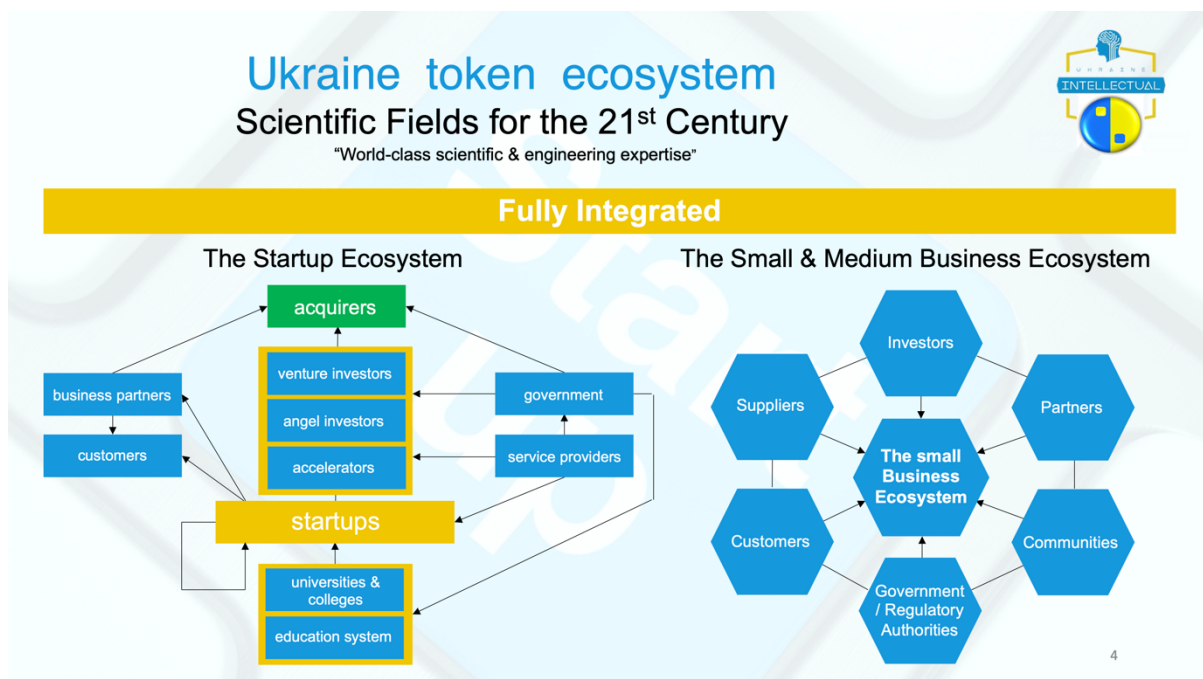 Ukraine token ecosystem
Scientific Fields for the 21st Century
“World-class scientific & engineering expertise”
UKRAINE
INTELLECTUAL
Fully Integrated
The Startup Ecosystem
acquirers
venture investors
angel investors
accelerators
business partners
customers
government
service providers
startups
universities &
colleges
education system
The Small & Medium Business Ecosystem
Investors
Suppliers
Partners
The small
Business
Ecosystem
Customers
Communities
Government
/ Regulatory
Authorities
4
Start
Up